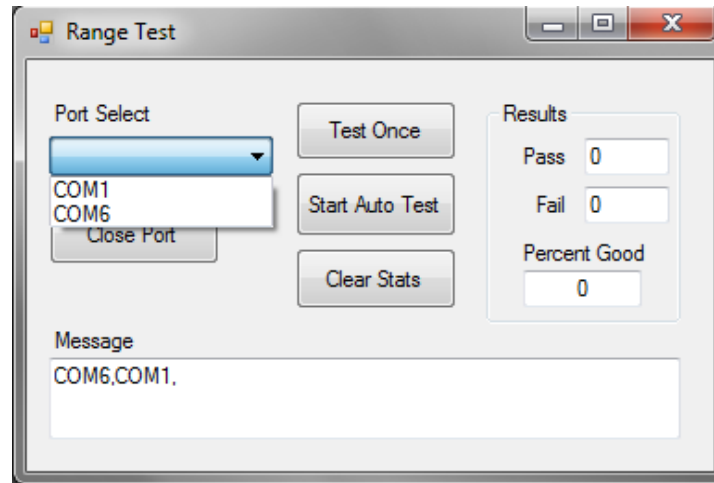 Range Test
Port Select
COM1
COM6
Close Port
Test Once
Start Auto Test
Clear Stats
Results
Pass 0
Fail 0
Percent Good
0
Message
COM6,COM1,